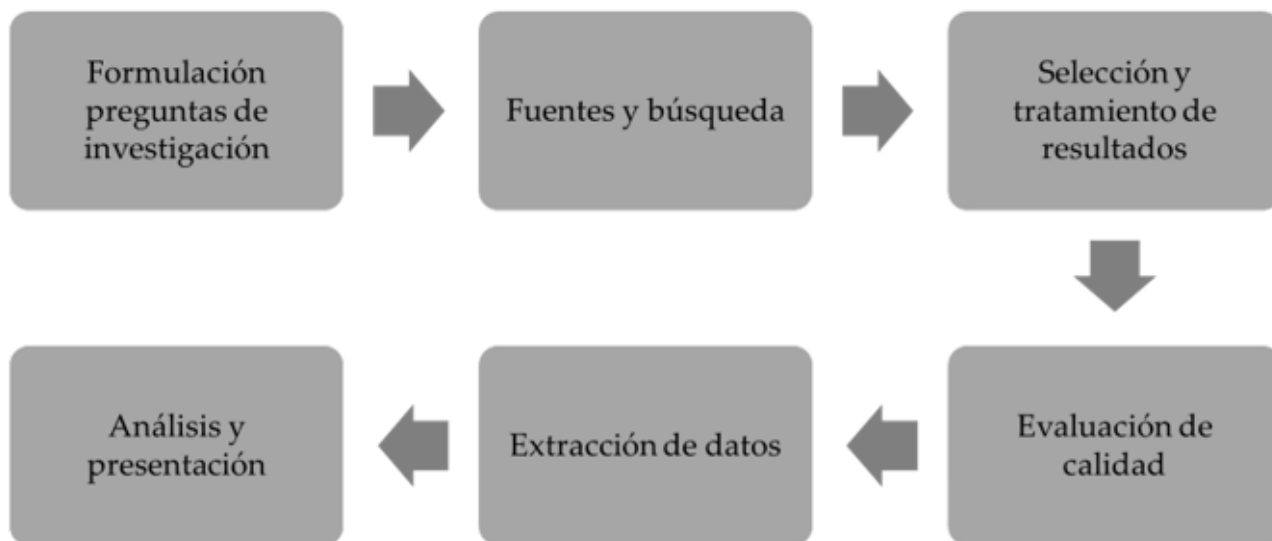 Formulación
preguntas de
investigación
Fuentes y búsqueda
Selección y
tratamiento de
resultados
Evaluación de
calidad
Extracción de datos
Análisis y
presentación